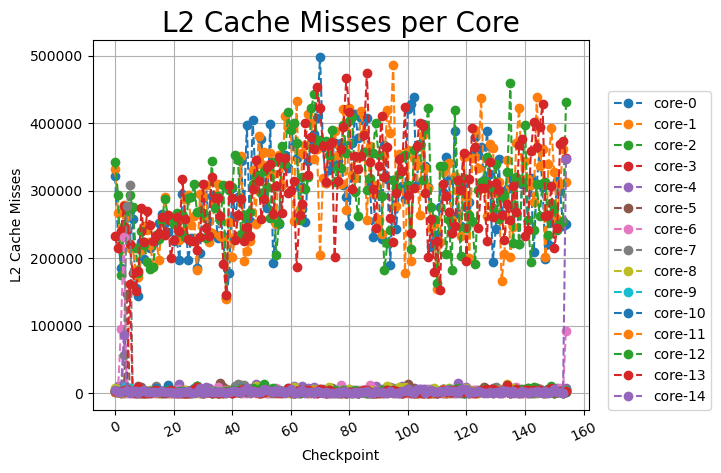 L2 Cache Misses per Core
L2 Cache Misses
500000
400000
300000
200000
100000
0
0 20 40 60 80 100 120 140 160
Checkpoint
core-0
core-1
core-2
core-3
core-4
core-5
core-6
core-7
core-8
core-9
core-10
core-11
core-12
core-13
core-14